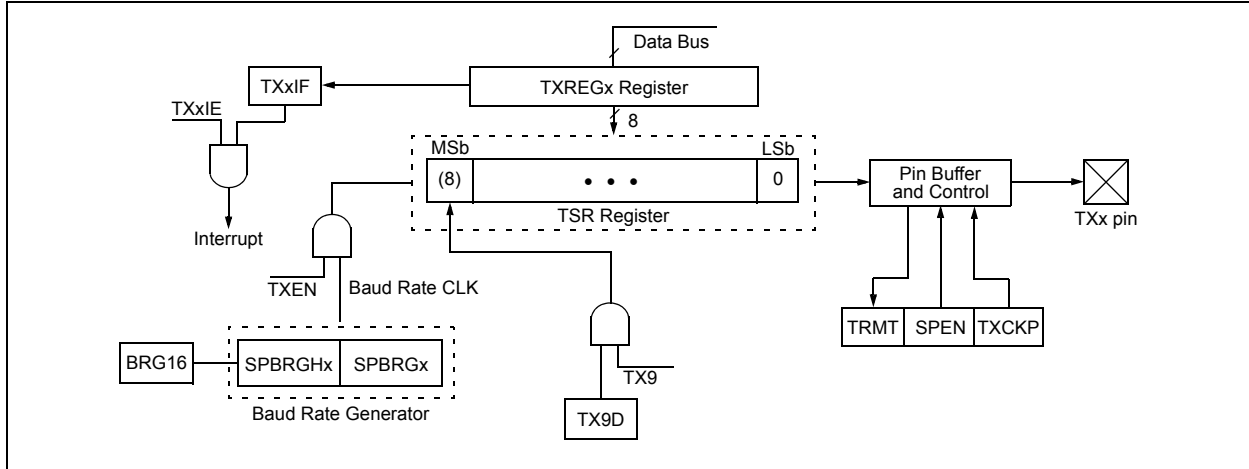 Data Bus
TXxIF
TXREGx Register
TXxIE
8
MSb
LSb
(8)
• • •
0
TSR Register
Pin Buffer
and Control
TXx pin
Interrupt
TXEN
Baud Rate CLK
TRMT
SPEN
TXCKP
BRG16
SPBRGHx
SPBRGx
TX9
Baud Rate Generator
TX9D